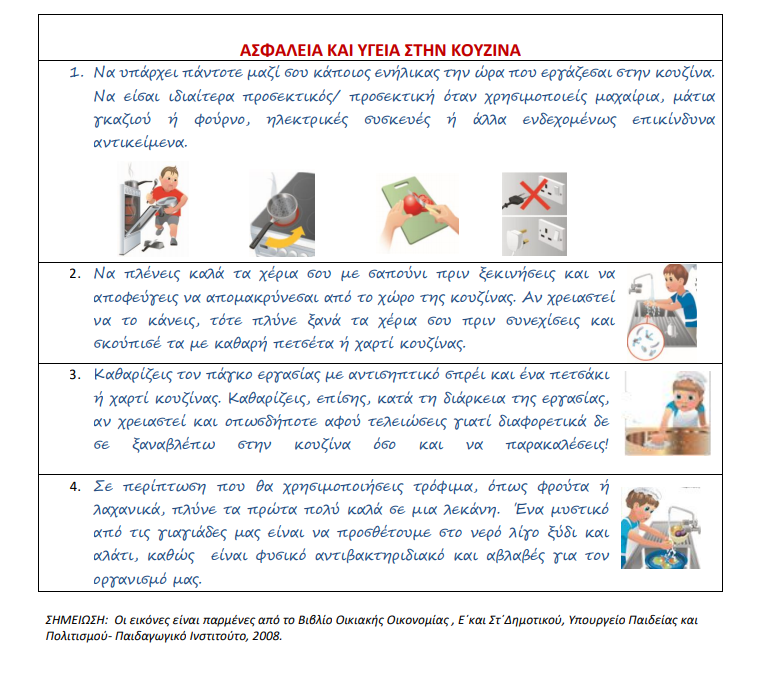 ΑΣΦΑΛΕΙΑ ΚΑΙ ΥΓΕΙΑ ΣΤΗΝ ΚΟΥΖΙΝΑ
1. Να υπάρχει πάντοτε μαζί σου κάποιος ενήλικας την ώρα που εργάζεσαι στην κουζίνα.
Να είσαι ιδιαίτερα προσεκτικός/ προσεκτική όταν χρησιμοποιείς μαχαίρια, μάτια
γκαζιού ή φούρνο, ηλεκτρικές συσκευές ή άλλα ενδεχομένως επικίνδυνα
αντικείμενα.
2. Να πλένεις καλά τα χέρια σου με σαπούνι πριν ξεκινήσεις και να
αποφεύγεις να απομακρύνεσαι από το χώρο της κουζίνας. Αν χρειαστεί
να το κάνεις, τότε πλύνε ξανά τα χέρια σου πριν συνεχίσεις και
σκούπισέ τα με καθαρή πετσέτα ή χαρτί κουζίνας.
3. Καθαρίζεις τον πάγκο εργασίας με αντισηπτικό σπρέι και ένα πετσάκι
ή χαρτί κουζίνας. Καθαρίζεις, επίσης, κατά τη διάρκεια της εργασίας,
αν χρειαστεί και οπωσδήποτε αφού τελειώσεις γιατί διαφορετικά δε
σε ξαναβλέπω στην κουζίνα όσο και να παρακαλέσεις!
4. Σε περίπτωση που θα χρησιμοποιήσεις τρόφιμα, όπως φρούτα ή
λαχανικά, πλύνε τα πρώτα πολύ καλά σε μια λεκάνη. Ένα μυστικό
από τις γιαγιάδες μας είναι να προσθέτουμε στο νερό λίγο ξύδι και
αλάτι, καθώς είναι φυσικό αντιβακτηριδιακό και αβλαβές για τον
οργανισμό μας.
ΣΗΜΕΙΩΣΗ: Οι εικόνες είναι παρμένες από το Βιβλίο Οικιακής Οικονομίας , Ε΄και Στ΄Δημοτικού, Υπουργείο Παιδείας και
Πολιτισμού- Παιδαγωγικό Ινστιτούτο, 2008.